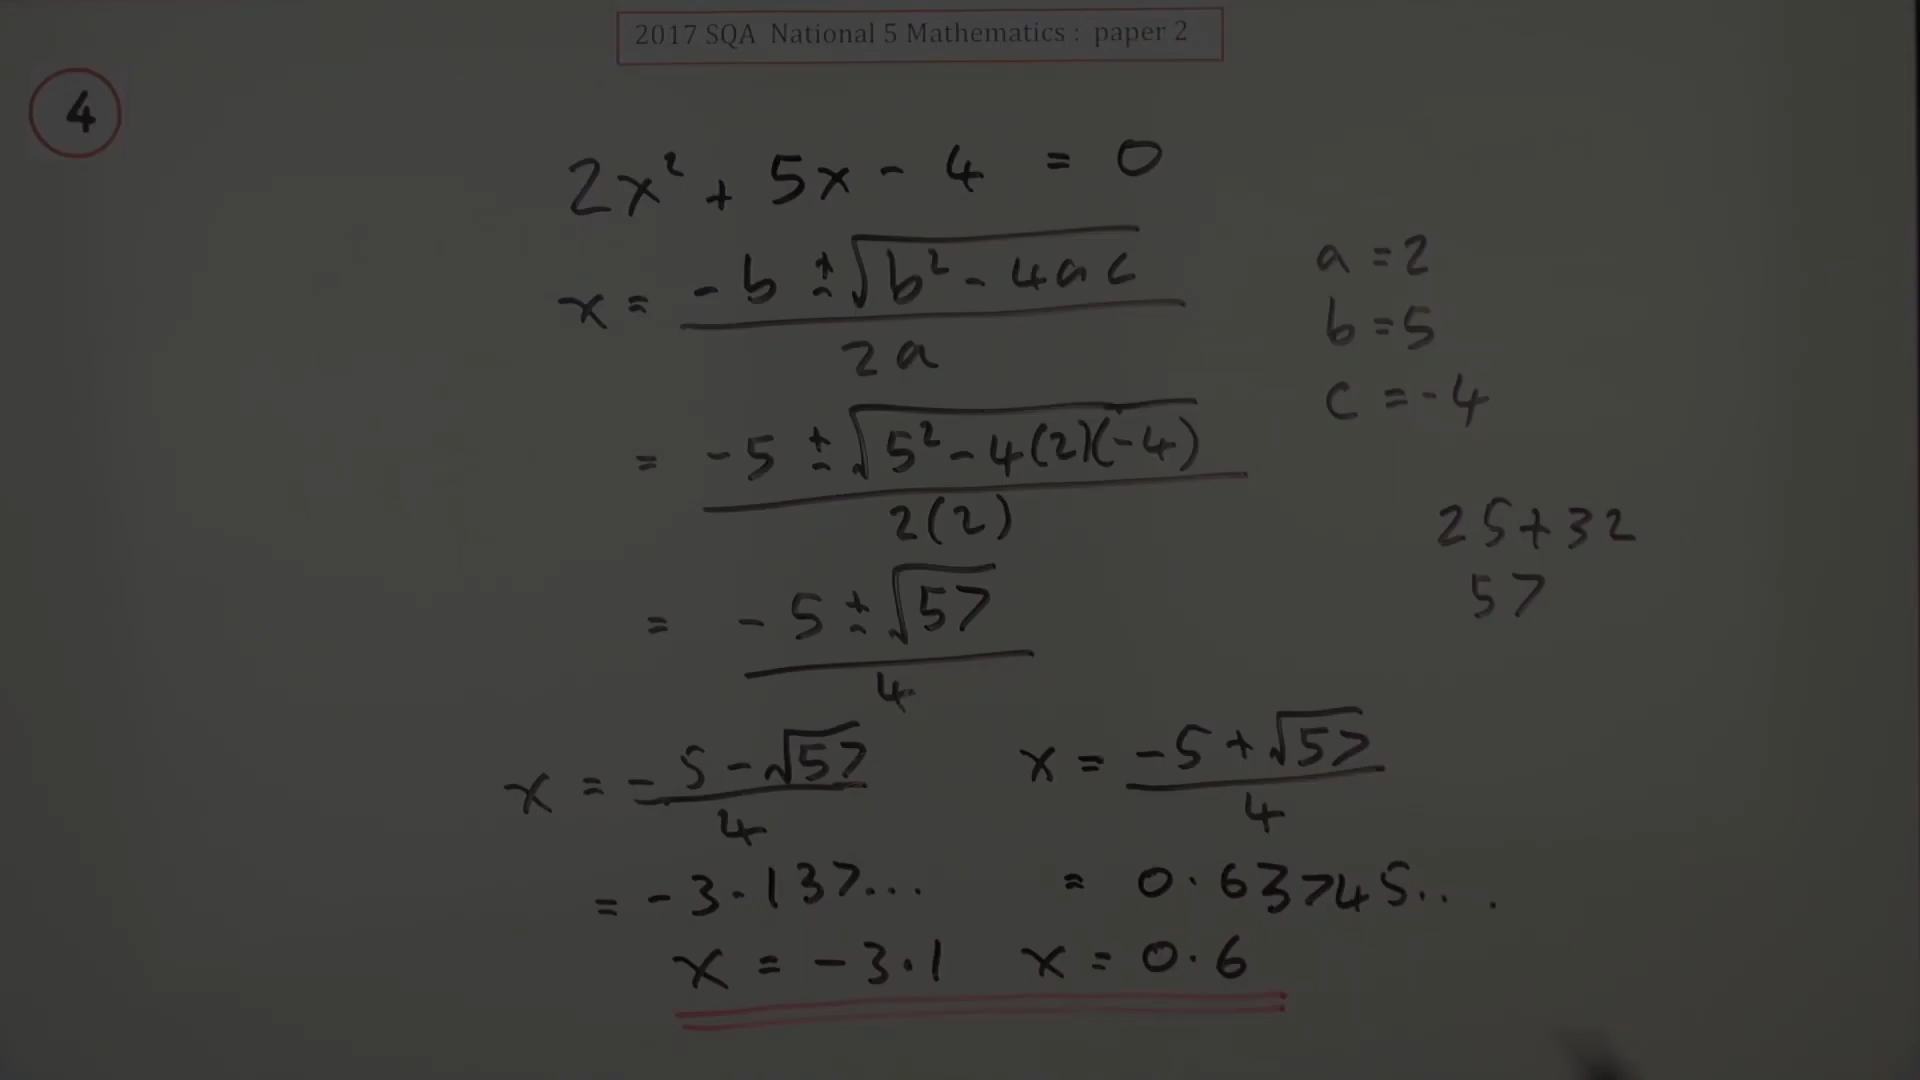 2017 SQA National 5 Mathematics : paper 2
4
2x² + 5x - 4 = 0
x = -b ± √(b² - 4ac) / 2a
a = 2
b = 5
c = -4
= -5 ± √(5² - 4(2)(-4)) / 2(2)
25 + 32
57
= -5 ± √57 / 4
x = -5 - √57 / 4
x = -5 + √57 / 4
= -3.137...
= 0.63745...
x = -3.1 x = 0.6